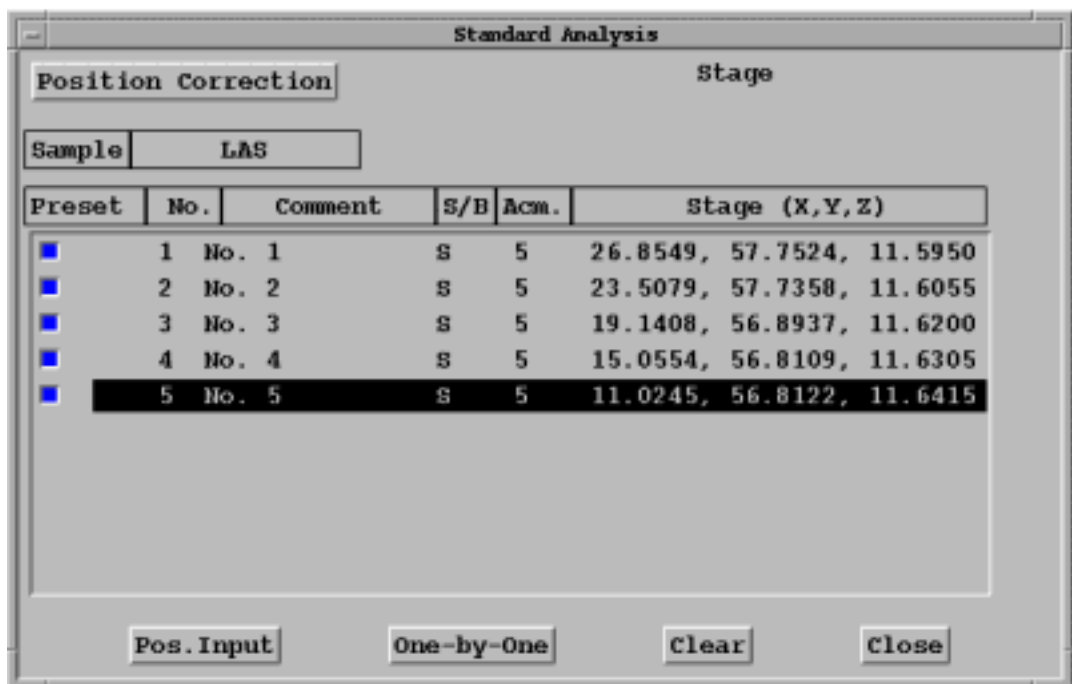 Standard Analysis
Position Correction Stage
Sample LAS
Preset No. Comment S/B Acm. Stage (X,Y,Z)
1 No. 1 S 5 26.8549, 57.7524, 11.5950
2 No. 2 S 5 23.5079, 57.7358, 11.6055
3 No. 3 S 5 19.1408, 56.8937, 11.6200
4 No. 4 S 5 15.0554, 56.8109, 11.6305
5 No. 5 S 5 11.0245, 56.8122, 11.6415
Pos.Input One-by-One Clear Close